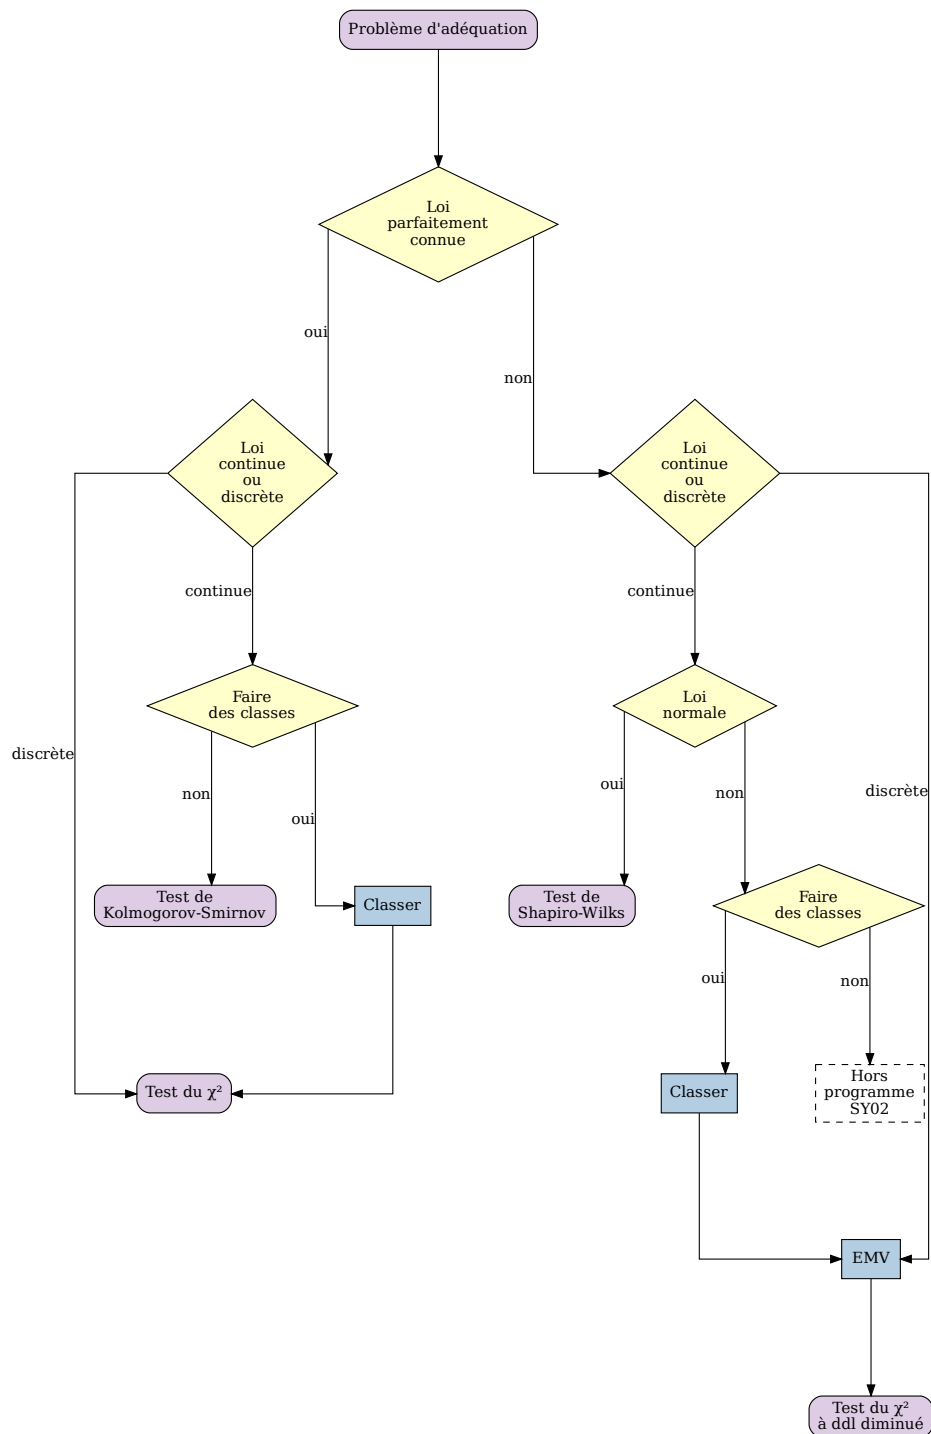 Problème d'adéquation
Loi
parfaitement
connue
oui
non
Loi
continue
ou
discrète
Loi
continue
ou
discrète
continue
continue
Faire
des classes
Loi
normale
discrète
non
oui
oui
non
discrète
Test de
Kolmogorov-Smirnov
Classer
Test de
Shapiro-Wilks
Faire
des classes
oui
non
Test du χ²
Classer
Hors
programme
SY02
EMV
Test du χ²
à ddl diminué